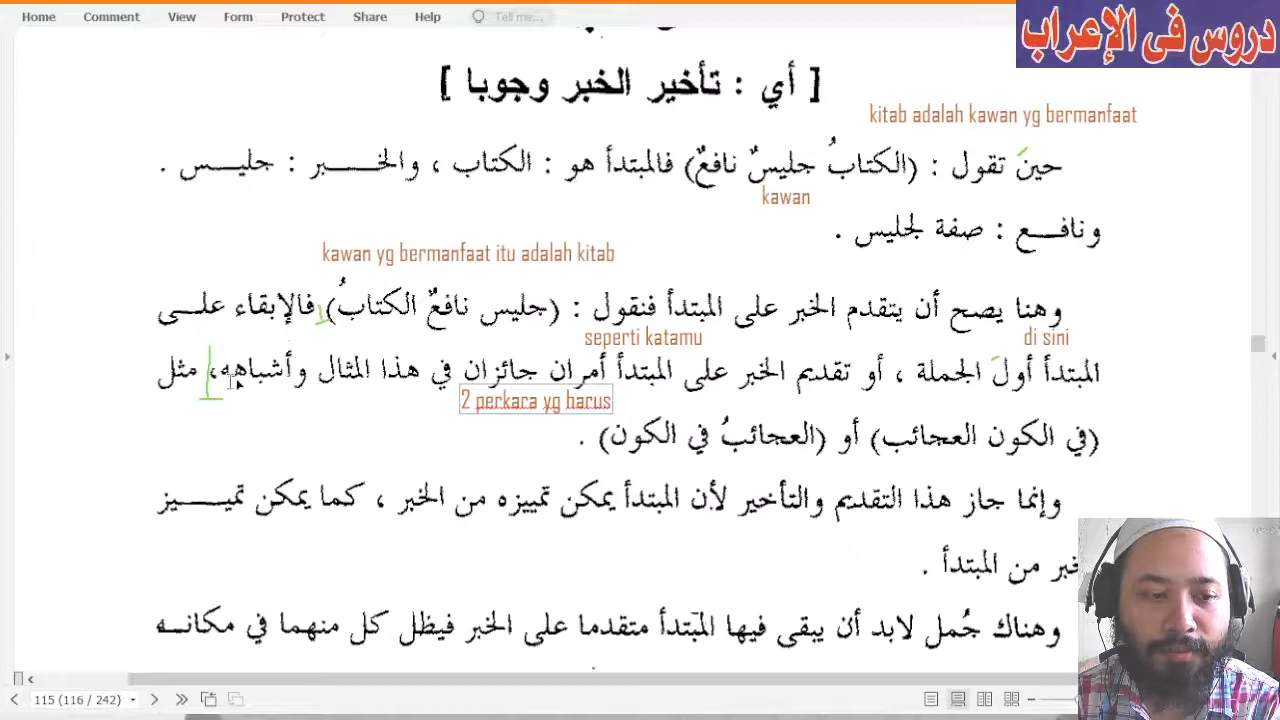 Home Comment View Form Protect Share Help Tell me...
دروس فى الإعراب
[ أي : تأخير الخبر وجوبا ]
kitab adalah kawan yg bermanfaat
حينَ تقول : (الكتابُ جليسٌ نافعٌ) فالمبتدأ هو : الكتاب ، والخبر : جليس .
kawan
ونافع : صفة لجليس .
kawan yg bermanfaat itu adalah kitab
وهنا يصح أن يتقدم الخبر على المبتدأ فنقول : (جليس نافعٌ الكتابُ) فالإبقاء على
seperti katamu
di sini
المبتدأ أولَ الجملة ، أو تقديم الخبر على المبتدأ أمران جائزان في هذا المثال وأشباهه، مثل
2 perkara yg harus
(في الكون العجائب) أو (العجائبُ في الكون) .
وإنما جاز هذا التقديم والتأخير لأن المبتدأ يمكن تمييزه من الخبر ، كما يمكن تمييز
من المبتدأ .
وهناك جُمل لابد أن يبقى فيها المبتدأ متقدما على الخبر فيظل كل منهما في مكانه
115 (116 / 242)